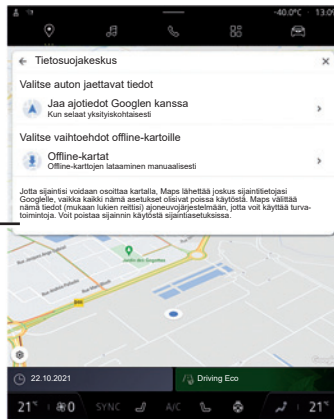 -40.0°C · 13:09
Tietosuojakeskus
Valitse auton jaettavat tiedot
Jaa ajotiedot Googlen kanssa
Kun selaat yksityiskohtaisesti
Valitse vaihtoehdot offline-kartoille
Offline-kartat
Offline-karttojen lataaminen manuaalisesti
Jotta sijaintisi voidaan osoittaa kartalla, Maps lähettää joskus sijaintitietojasi
Googlelle, vaikka kaikki nämä asetukset olisivat poissa käytöstä. Maps välittää
nämä tiedot (mukaan lukien reittisi) ajoneuvojärjestelmään, jotta voit käyttää turva-
toimintoja. Voit poistaa sijainnin käytöstä sijaintiasetuksissa.
22.10.2021
Driving Eco
21° 0 SYNC A/C 21°